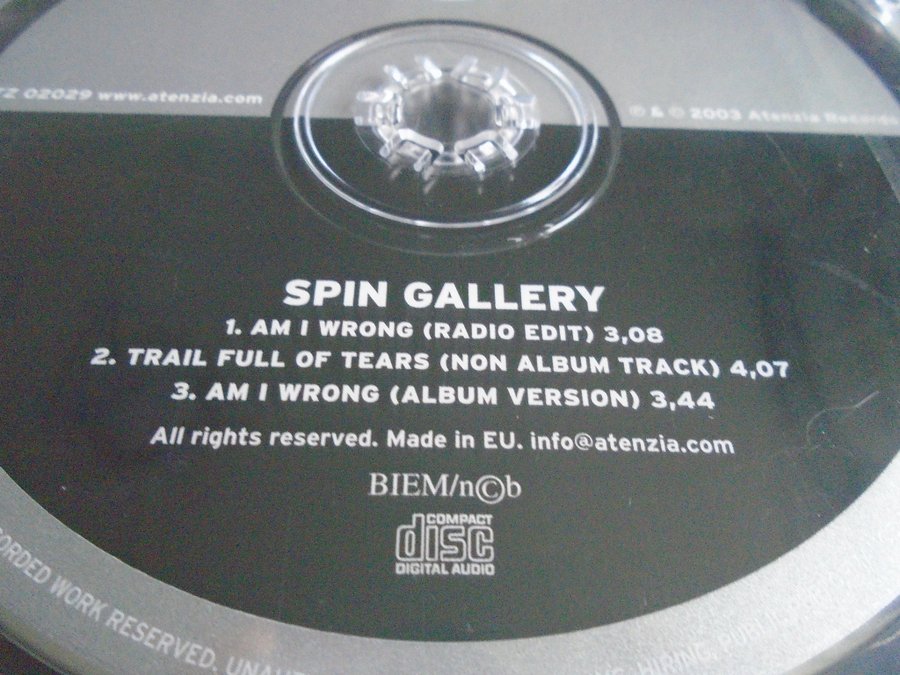 TZ 02029 www.atenzia.com
℗ & © 2003 Atenzia Records
SPIN GALLERY
1. AM I WRONG (RADIO EDIT) 3,08
2. TRAIL FULL OF TEARS (NON ALBUM TRACK) 4,07
3. AM I WRONG (ALBUM VERSION) 3,44
All rights reserved. Made in EU. info@atenzia.com
BIEM/n©b
COMPACT
disc
DIGITAL AUDIO
WORK RESERVED. HIRING,